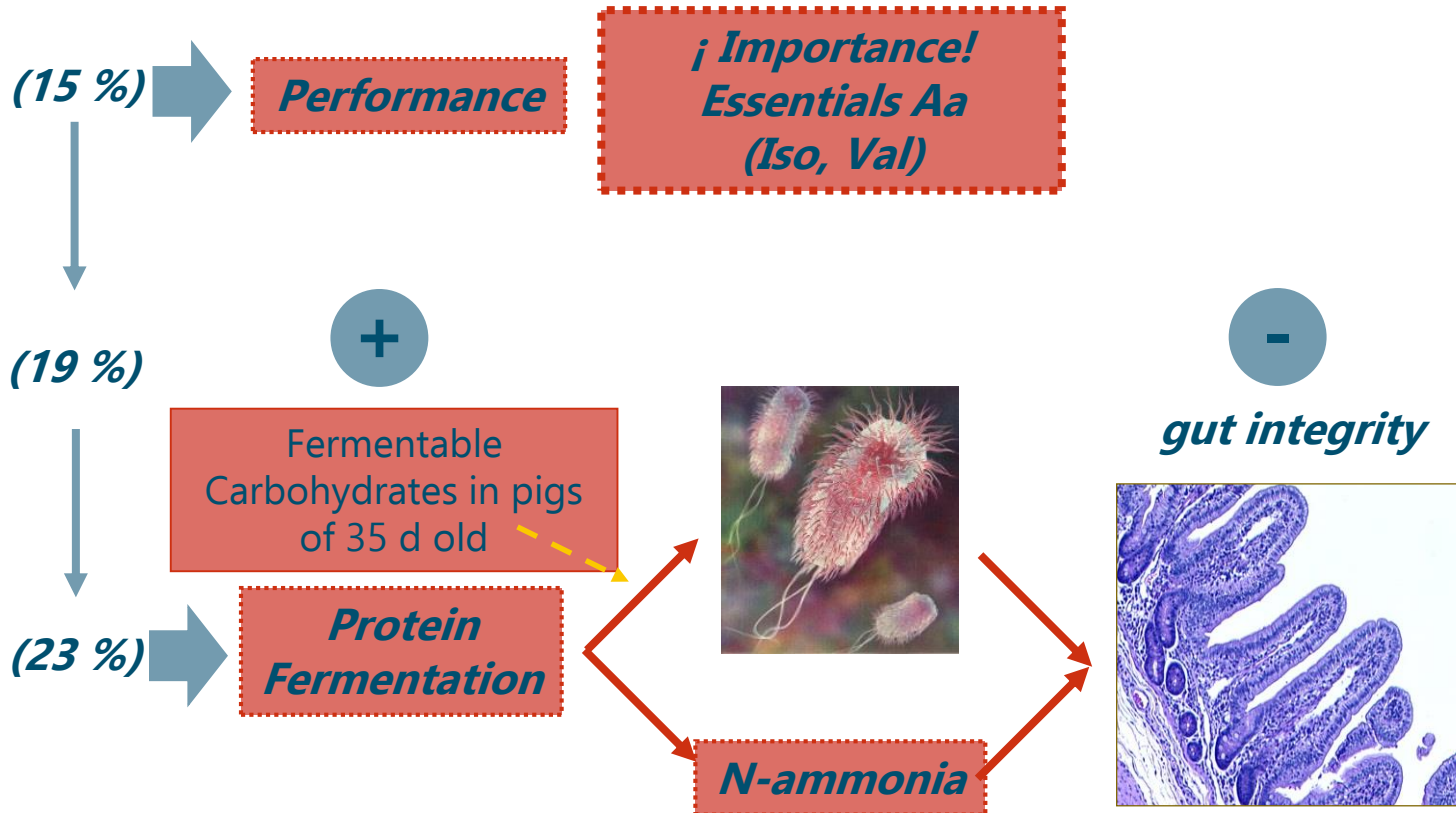 (15 %)
Performance
¡ Importance!
Essentials Aa
(Iso, Val)
(19 %)
+
-
Fermentable
Carbohydrates in pigs
of 35 d old
gut integrity
(23 %)
Protein
Fermentation
N-ammonia